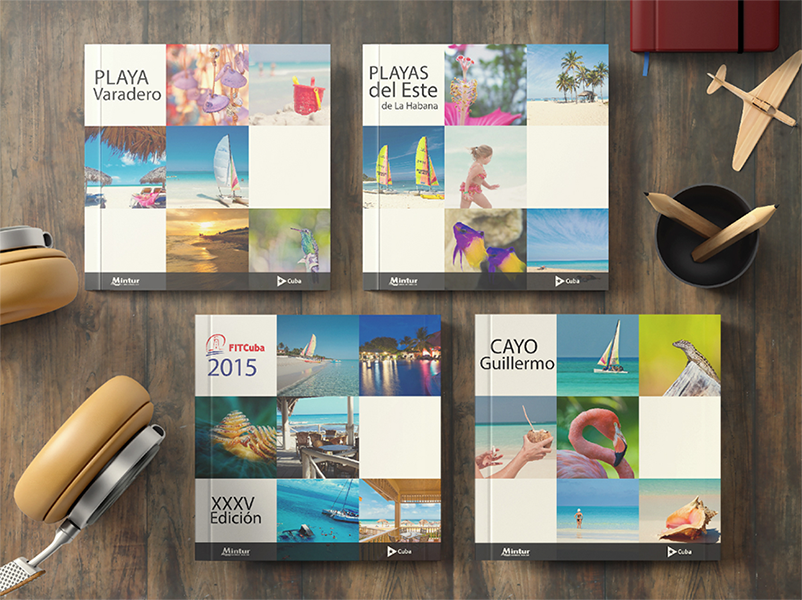 PLAYA
Varadero
Mintur
Cuba
PLAYAS
del Este
de La Habana
Mintur
Cuba
FITCuba
2015
XXXV
Edición
Mintur
Cuba
CAYO
Guillermo
Mintur
Cuba